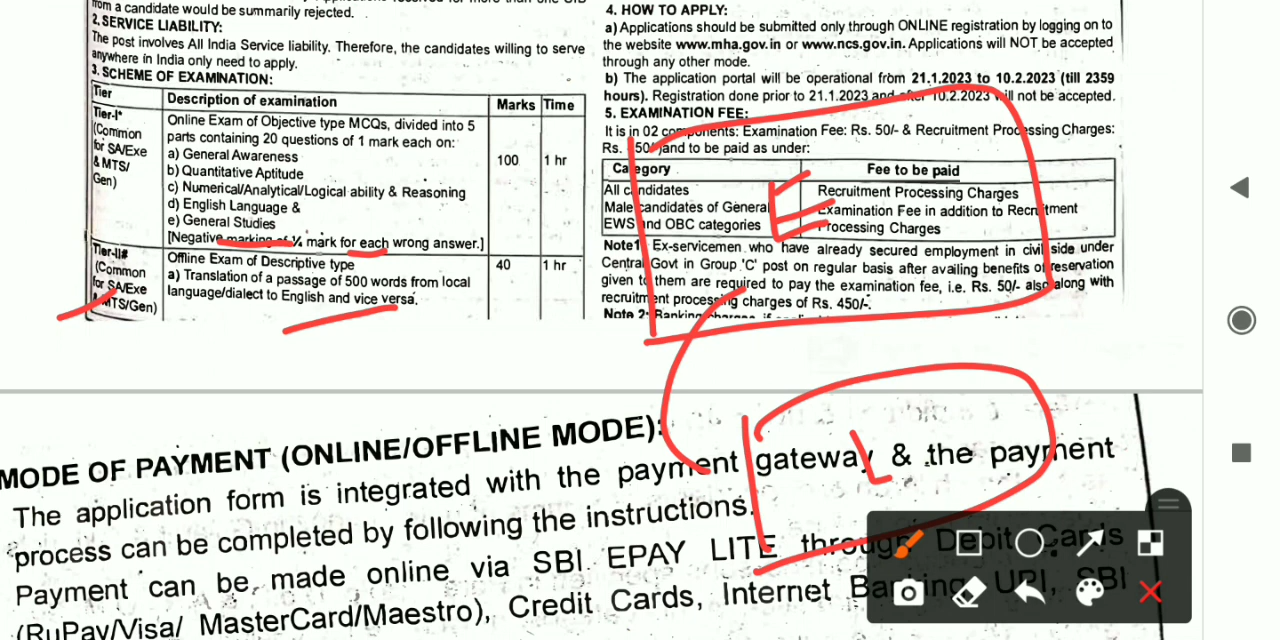 from a candidate would be summarily rejected.
2. SERVICE LIABILITY:
The post involves All India Service liability. Therefore, the candidates willing to serve
anywhere in India only need to apply.
3. SCHEME OF EXAMINATION:
Tier Description of examination Marks Time
Tier-I*
(Common
for SA/Exe
& MTS/
Gen)
Online Exam of Objective type MCQs, divided into 5
parts containing 20 questions of 1 mark each on:
a) General Awareness
b) Quantitative Aptitude
c) Numerical/Analytical/Logical ability & Reasoning
d) English Language &
e) General Studies
[Negative marking of ¼ mark for each wrong answer.]
100 1 hr
Tier-II#
(Common
for SA/Exe
& MTS/Gen)
Offline Exam of Descriptive type
a) Translation of a passage of 500 words from local
language/dialect to English and vice versa.
40 1 hr
4. HOW TO APPLY:
a) Applications should be submitted only through ONLINE registration by logging on to
the website www.mha.gov.in or www.ncs.gov.in. Applications will NOT be accepted
through any other mode.
b) The application portal will be operational from 21.1.2023 to 10.2.2023 (till 2359
hours). Registration done prior to 21.1.2023 and after 10.2.2023 will not be accepted.
5. EXAMINATION FEE:
It is in 02 components: Examination Fee: Rs. 50/- & Recruitment Processing Charges:
Rs. 450/- and to be paid as under:
Category Fee to be paid
All candidates Recruitment Processing Charges
Male candidates of General, Examination Fee in addition to Recruitment
EWS and OBC categories Processing Charges
Note1: Ex-servicemen who have already secured employment in civil side under
Central Govt in Group 'C' post on regular basis after availing benefits of reservation
given to them are required to pay the examination fee, i.e. Rs. 50/- also along with
recruitment processing charges of Rs. 450/-.
Note 2: Banking charges, if
E
L
MODE OF PAYMENT (ONLINE/OFFLINE MODE):
The application form is integrated with the payment gateway & the payment
process can be completed by following the instructions.
Payment can be made online via SBI EPAY LITE through Debit Cards
(RuPay/Visa/ MasterCard/Maestro), Credit Cards, Internet Banking, UPI, SBI